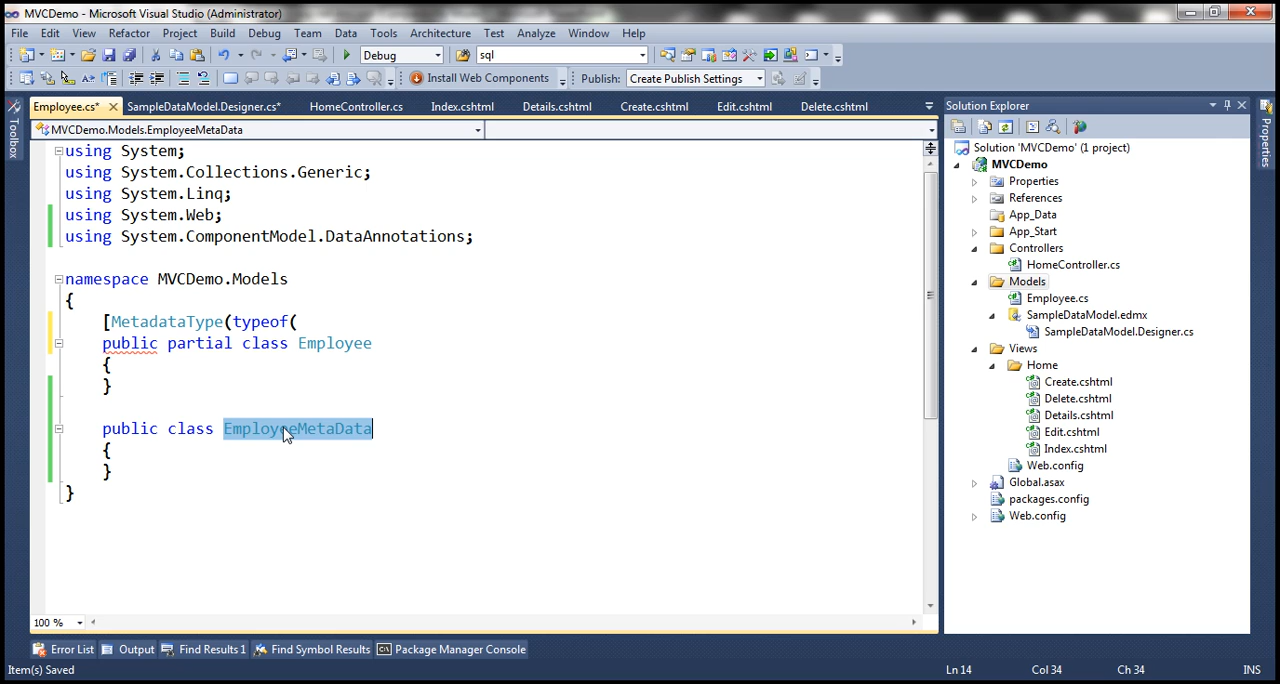 MVCDemo - Microsoft Visual Studio (Administrator)
File Edit View Refactor Project Build Debug Team Data Tools Architecture Test Analyze Window Help
Debug sql
Install Web Components Publish: Create Publish Settings
Employee.cs* SampleDataModel.Designer.cs* HomeController.cs Index.cshtml Details.cshtml Create.cshtml Edit.cshtml Delete.cshtml
MVCDemo.Models.EmployeeMetaData
using System;
using System.Collections.Generic;
using System.Linq;
using System.Web;
using System.ComponentModel.DataAnnotations;
namespace MVCDemo.Models
{
[MetadataType(typeof(
public partial class Employee
{
}
public class EmployeeMetaData
{
}
}
100 %
Toolbox
Solution Explorer
Solution 'MVCDemo' (1 project)
MVCDemo
Properties
References
App_Data
App_Start
Controllers
HomeController.cs
Models
Employee.cs
SampleDataModel.edmx
SampleDataModel.Designer.cs
Views
Home
Create.cshtml
Delete.cshtml
Details.cshtml
Edit.cshtml
Index.cshtml
Web.config
Global.asax
packages.config
Web.config
Properties
Error List Output Find Results 1 Find Symbol Results Package Manager Console
Item(s) Saved Ln 14 Col 34 Ch 34 INS